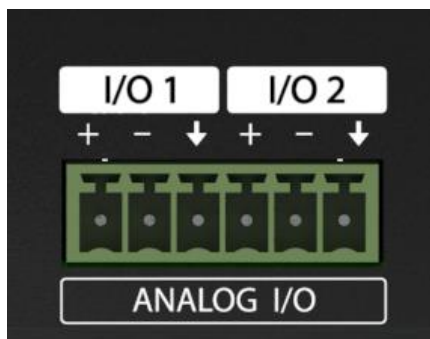 I/O 1 I/O 2
+ − ↓ + − ↓
ANALOG I/O